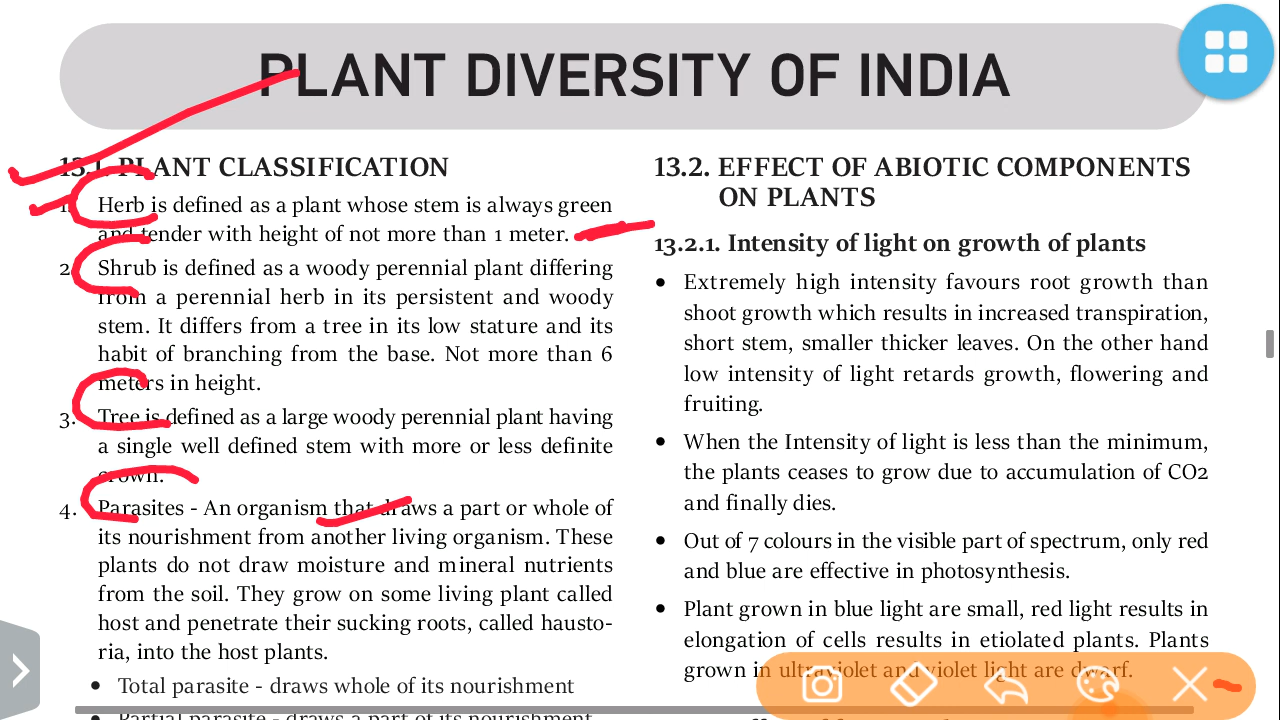 PLANT DIVERSITY OF INDIA
13.1. PLANT CLASSIFICATION
1. Herb is defined as a plant whose stem is always green
and tender with height of not more than 1 meter.
2. Shrub is defined as a woody perennial plant differing
from a perennial herb in its persistent and woody
stem. It differs from a tree in its low stature and its
habit of branching from the base. Not more than 6
meters in height.
3. Tree is defined as a large woody perennial plant having
a single well defined stem with more or less definite
crown.
4. Parasites - An organism that draws a part or whole of
its nourishment from another living organism. These
plants do not draw moisture and mineral nutrients
from the soil. They grow on some living plant called
host and penetrate their sucking roots, called hausto-
ria, into the host plants.
• Total parasite - draws whole of its nourishment
• Partial parasite - draws a part of its nourishment
13.2. EFFECT OF ABIOTIC COMPONENTS
ON PLANTS
13.2.1. Intensity of light on growth of plants
• Extremely high intensity favours root growth than
shoot growth which results in increased transpiration,
short stem, smaller thicker leaves. On the other hand
low intensity of light retards growth, flowering and
fruiting.
• When the Intensity of light is less than the minimum,
the plants ceases to grow due to accumulation of CO2
and finally dies.
• Out of 7 colours in the visible part of spectrum, only red
and blue are effective in photosynthesis.
• Plant grown in blue light are small, red light results in
elongation of cells results in etiolated plants. Plants
grown in ultraviolet and violet light are dwarf.